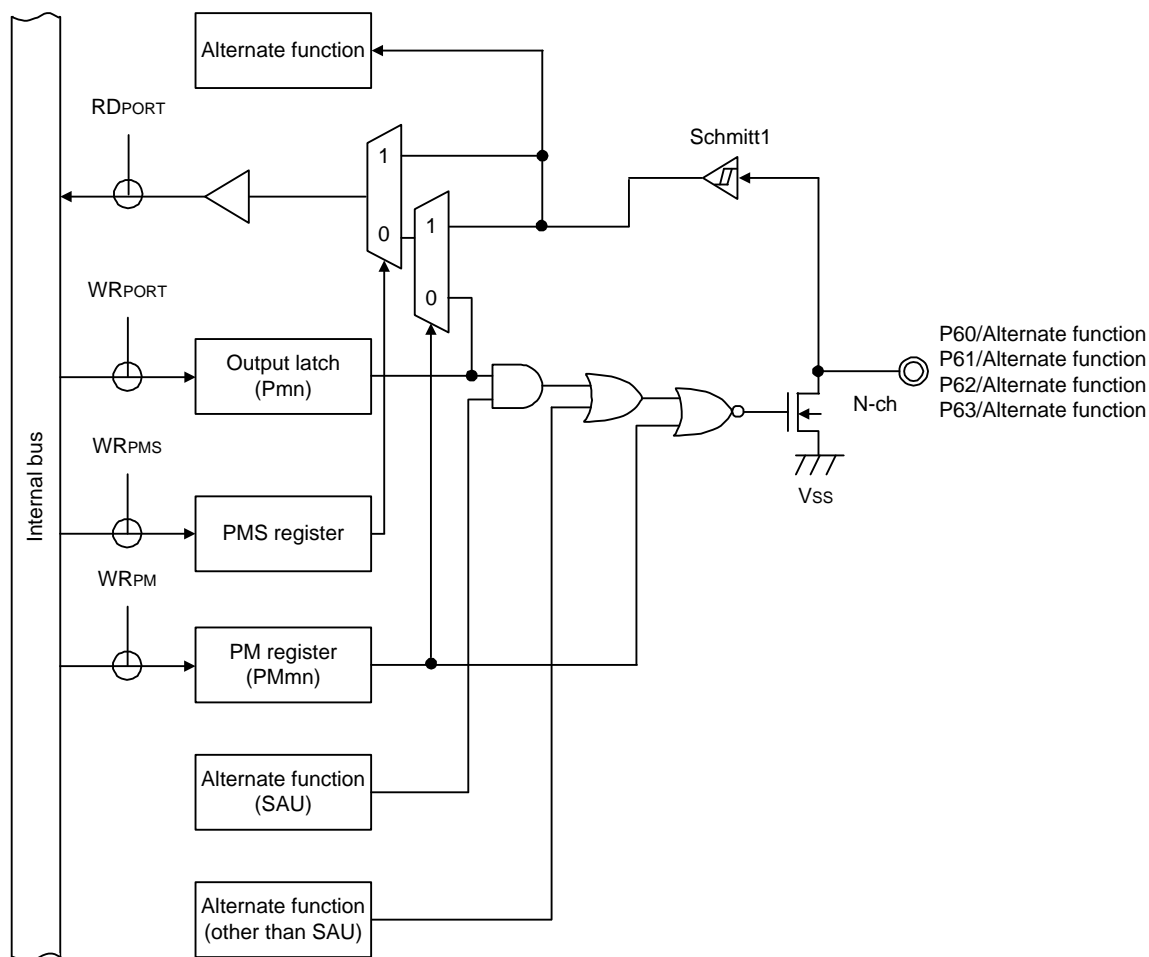 Alternate function
RDPORT
Schmitt1
1
0
1
0
WRPORT
Output latch
(Pmn)
P60/Alternate function
P61/Alternate function
P62/Alternate function
P63/Alternate function
N-ch
VSS
Internal bus
WRPMS
PMS register
WRPM
PM register
(PMmn)
Alternate function
(SAU)
Alternate function
(other than SAU)